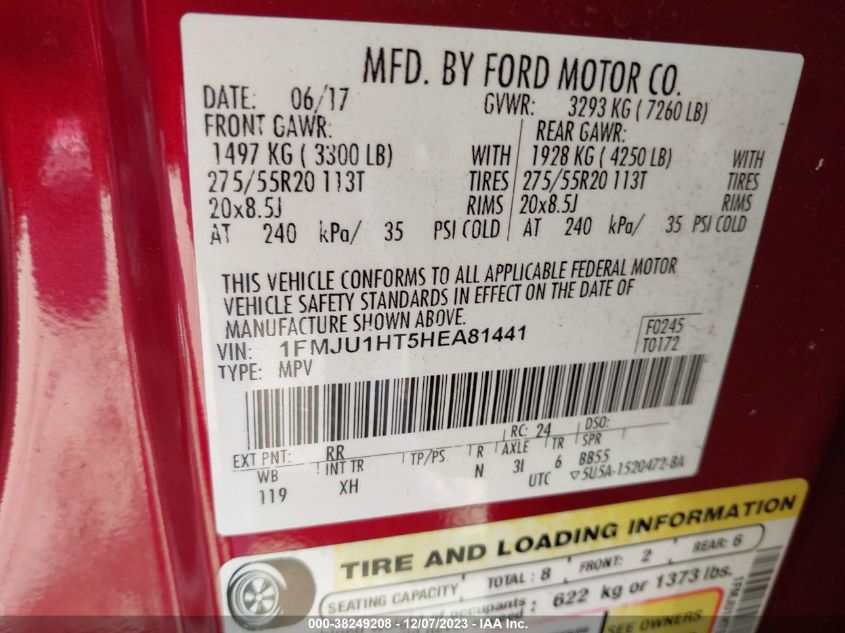 MFD. BY FORD MOTOR CO.
DATE: 06/17 GVWR: 3293 KG (7260 LB)
FRONT GAWR: REAR GAWR:
1497 KG (3300 LB) WITH 1928 KG (4250 LB) WITH
275/55R20 113T TIRES 275/55R20 113T TIRES
20x8.5J RIMS 20x8.5J RIMS
AT 240 kPa/ 35 PSI COLD AT 240 kPa/ 35 PSI COLD
THIS VEHICLE CONFORMS TO ALL APPLICABLE FEDERAL MOTOR
VEHICLE SAFETY STANDARDS IN EFFECT ON THE DATE OF
MANUFACTURE SHOWN ABOVE.
VIN: 1FMJU1HT5HEA81441
TYPE: MPV
F0245
T0172
EXT PNT: RR RC: 24 DSO:
WB INT TR TP/PS R AXLE TR SPR
119 XH N 3I 6 BB55
UTC ▽5USA-1520472-BA
TIRE AND LOADING INFORMATION
SEATING CAPACITY TOTAL: 8 FRONT: 2 REAR: 6
occupants : 622 kg or 1373 lbs.
SEE OWNERS
000-38249208 - 12/07/2023 - IAA Inc.